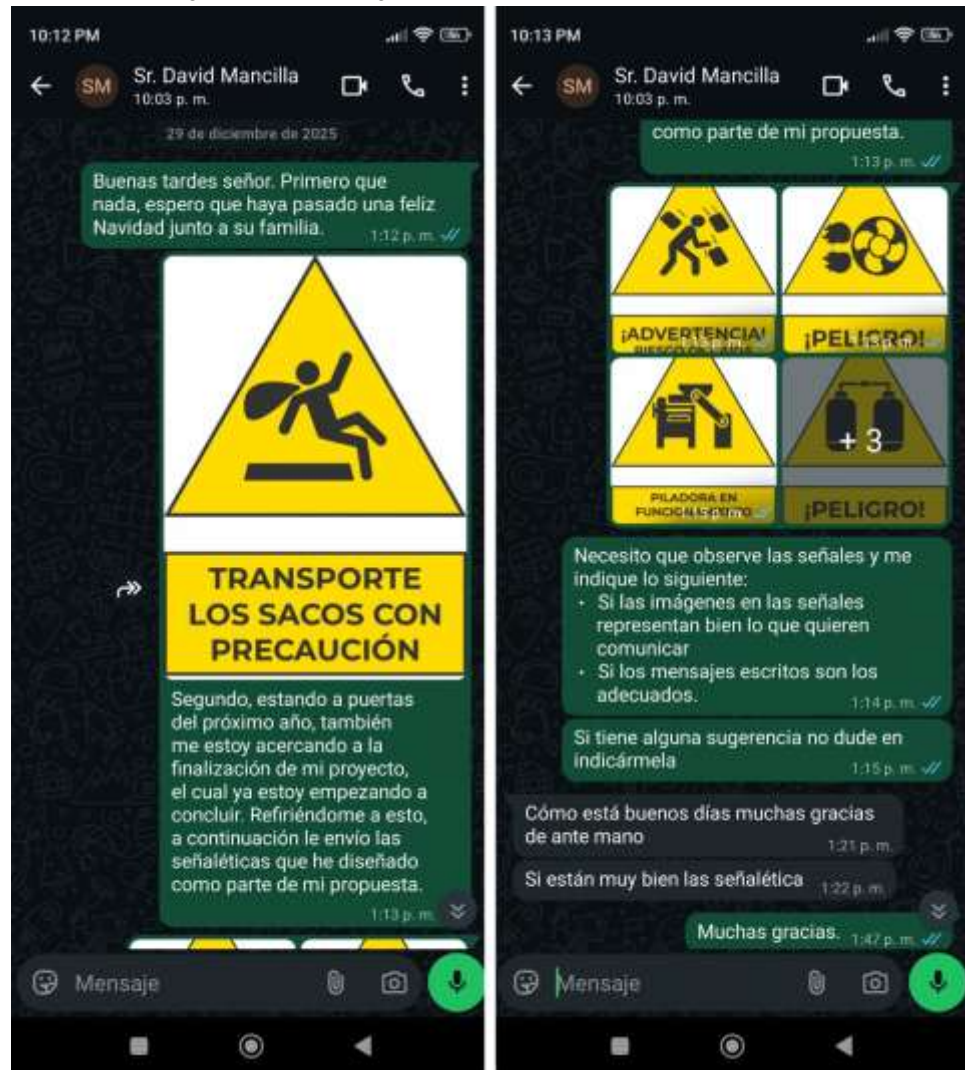 10:12 PM
SM
Sr. David Mancilla
10:03 p. m.
29 de diciembre de 2025
Buenas tardes señor. Primero que
nada, espero que haya pasado una feliz
Navidad junto a su familia.
1:12 p. m.
TRANSPORTE
LOS SACOS CON
PRECAUCIÓN
Segundo, estando a puertas
del próximo año, también
me estoy acercando a la
finalización de mi proyecto,
el cual ya estoy empezando a
concluir. Refiriéndome a esto,
a continuación le envío las
señaléticas que he diseñado
como parte de mi propuesta.
1:13 p. m.
Mensaje
10:13 PM
SM
Sr. David Mancilla
10:03 p. m.
como parte de mi propuesta.
1:13 p. m.
¡ADVERTENCIA!
¡PELIGRO!
PILADORA EN
FUNCIONAMIENTO
+ 3
¡PELIGRO!
Necesito que observe las señales y me
indique lo siguiente:
• Si las imágenes en las señales
representan bien lo que quieren
comunicar
• Si los mensajes escritos son los
adecuados.
1:14 p. m.
Si tiene alguna sugerencia no dude en
indicármela
1:15 p. m.
Cómo está buenos días muchas gracias
de ante mano
1:21 p. m.
Si están muy bien las señalética
1:22 p. m.
Muchas gracias.
1:47 p. m.
Mensaje